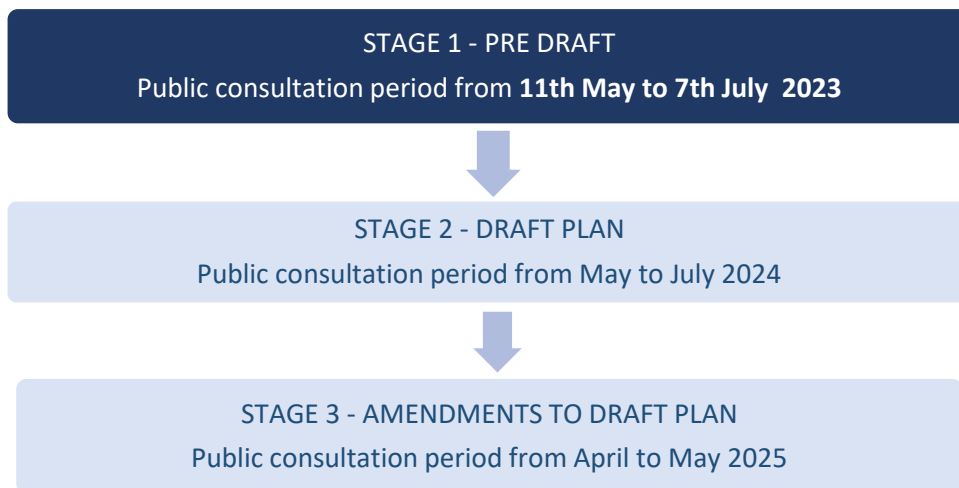 STAGE 1 - PRE DRAFT
Public consultation period from 11th May to 7th July 2023
STAGE 2 - DRAFT PLAN
Public consultation period from May to July 2024
STAGE 3 - AMENDMENTS TO DRAFT PLAN
Public consultation period from April to May 2025